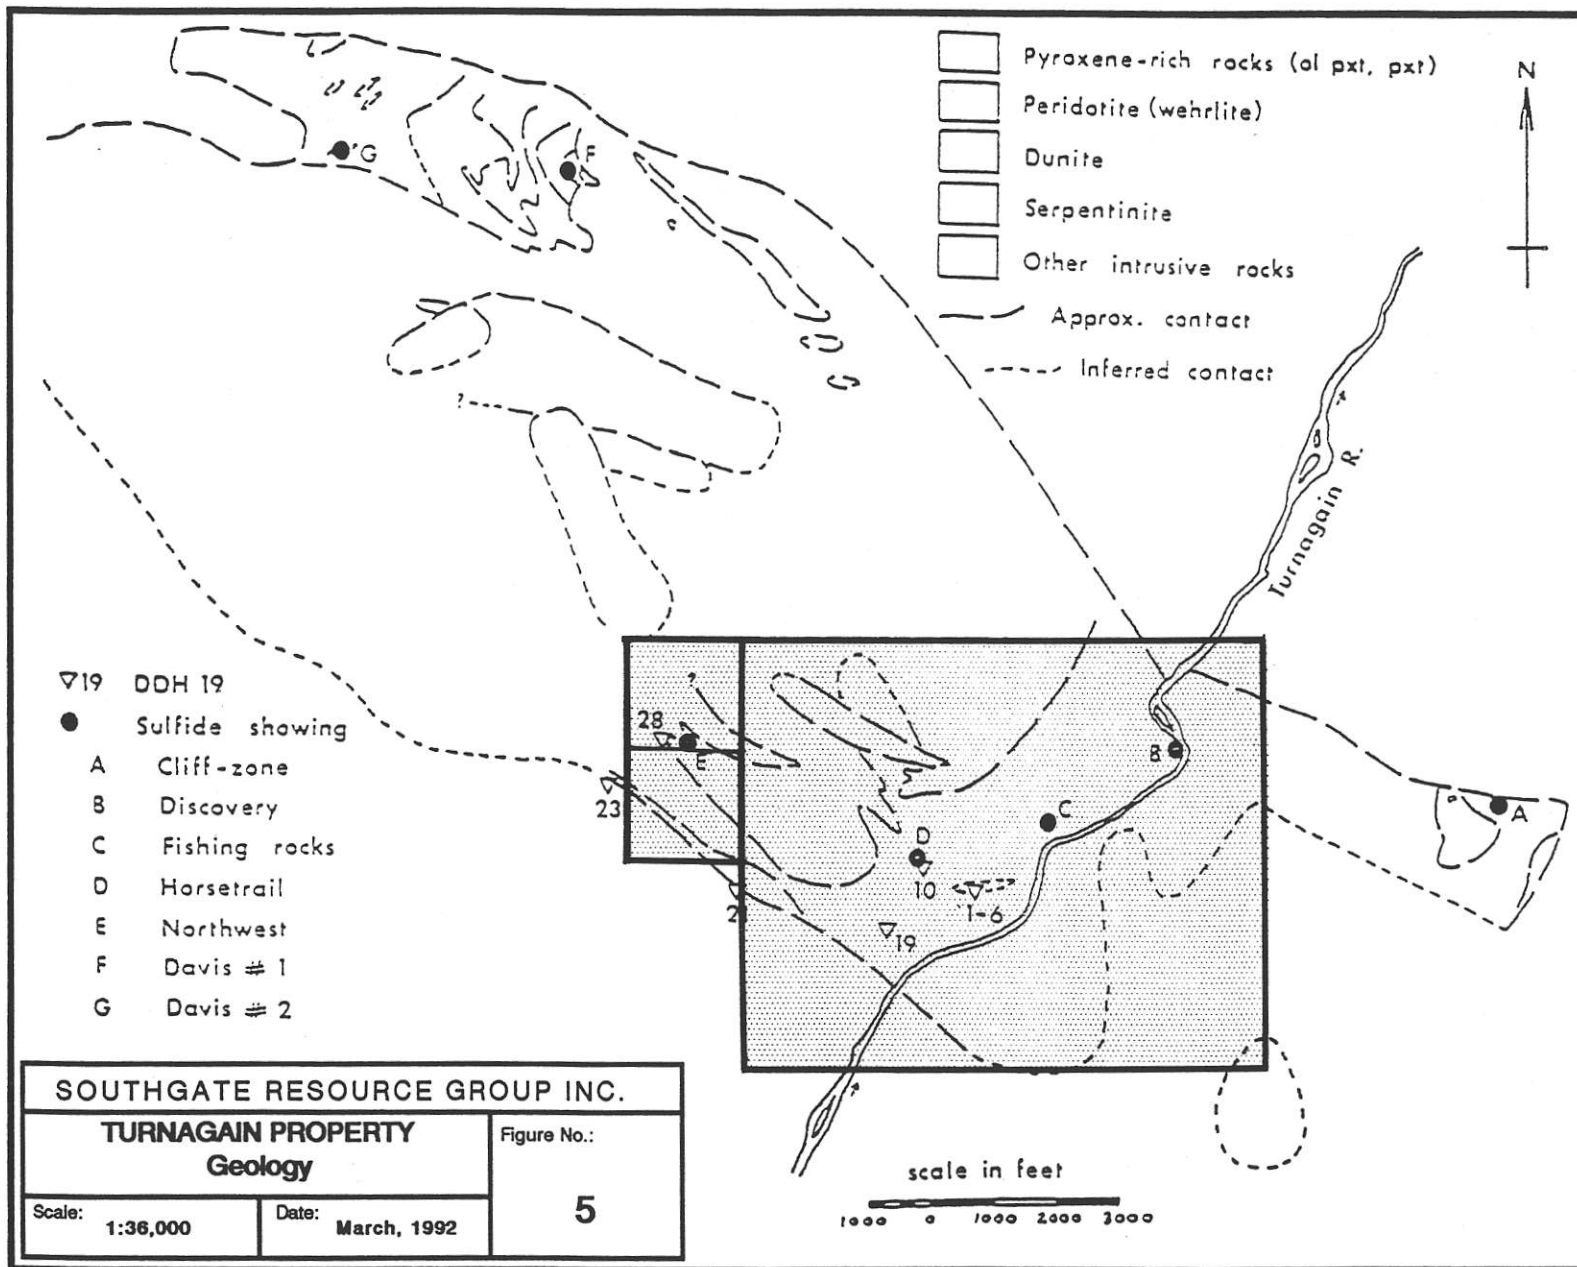 Pyroxene-rich rocks (ol pxt, pxt)
Peridotite (wehrlite)
Dunite
Serpentinite
Other intrusive rocks
Approx. contact
Inferred contact
N
G
F
?
Turnagain R.
▽19 DDH 19
Sulfide showing
A Cliff-zone
B Discovery
C Fishing rocks
D Horsetrail
E Northwest
F Davis # 1
G Davis # 2
?
28
E
23
21
B
C
D
10
1-6
19
A
SOUTHGATE RESOURCE GROUP INC.
TURNAGAIN PROPERTY
Geology
Figure No.:
5
Scale: 1:36,000
Date: March, 1992
scale in feet
1000 0 1000 2000 3000